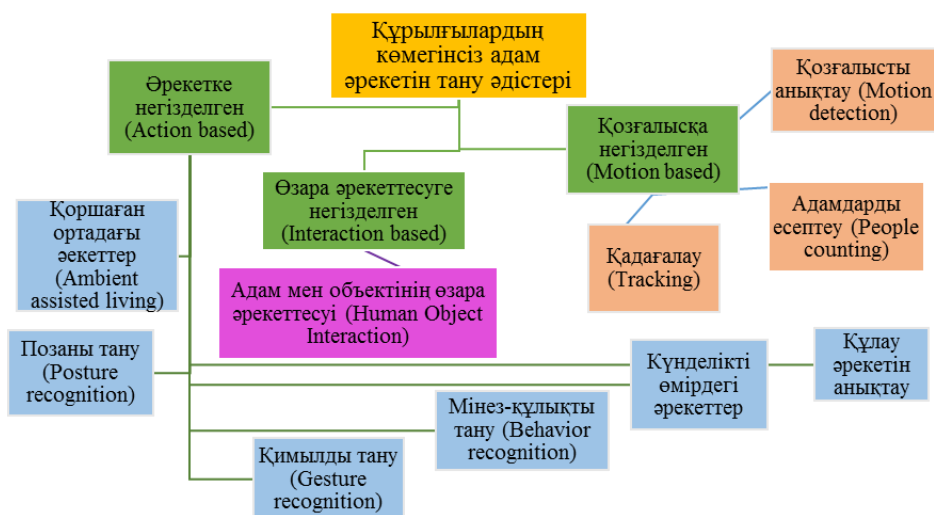 Құрылғылардың
көмегінсіз адам
әрекетін тану әдістері
Әрекетке
негізделген
(Action based)
Қозғалысты
анықтау (Motion
detection)
Қозғалысқа
негізделген
(Motion based)
Өзара әрекеттесуге
негізделген
(Interaction based)
Қоршаған
ортадағы
әекеттер
(Ambient
assisted living)
Адамдарды
есептеу (People
counting)
Қадағалау
(Tracking)
Адам мен объектінің өзара
әрекеттесуі (Human Object
Interaction)
Позаны тану
(Posture
recognition)
Күнделікті
өмірдегі
әрекеттер
Құлау
әрекетін
анықтау
Мінез-құлықты
тану (Behavior
recognition)
Қимылды тану
(Gesture
recognition)